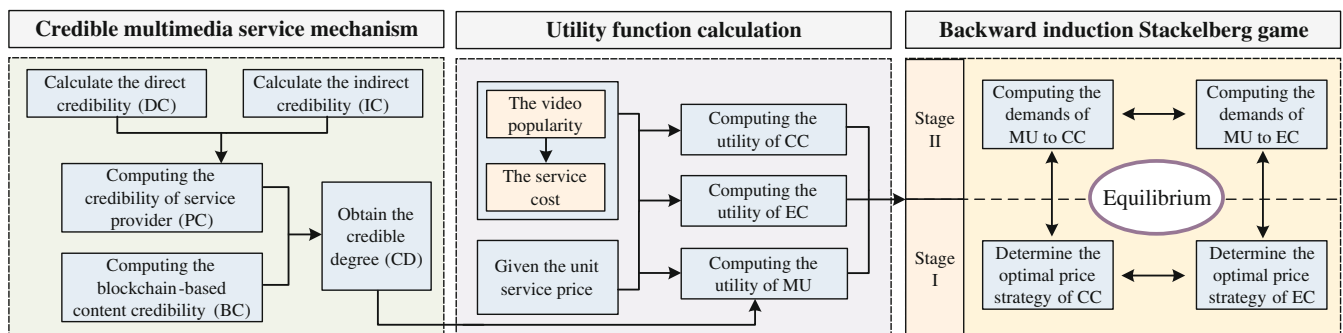 Credible multimedia service mechanism
Calculate the direct
credibility (DC)
Calculate the indirect
credibility (IC)
Computing the
credibility of service
provider (PC)
Computing the
blockchain-based
content credibility (BC)
Obtain the
credible
degree (CD)
Utility function calculation
The video
popularity
The service
cost
Given the unit
service price
Computing the
utility of CC
Computing the
utility of EC
Computing the
utility of MU
Backward induction Stackelberg game
Stage
II
Computing the
demands of
MU to CC
Computing the
demands of
MU to EC
Equilibrium
Stage
I
Determine the
optimal price
strategy of CC
Determine the
optimal price
strategy of EC